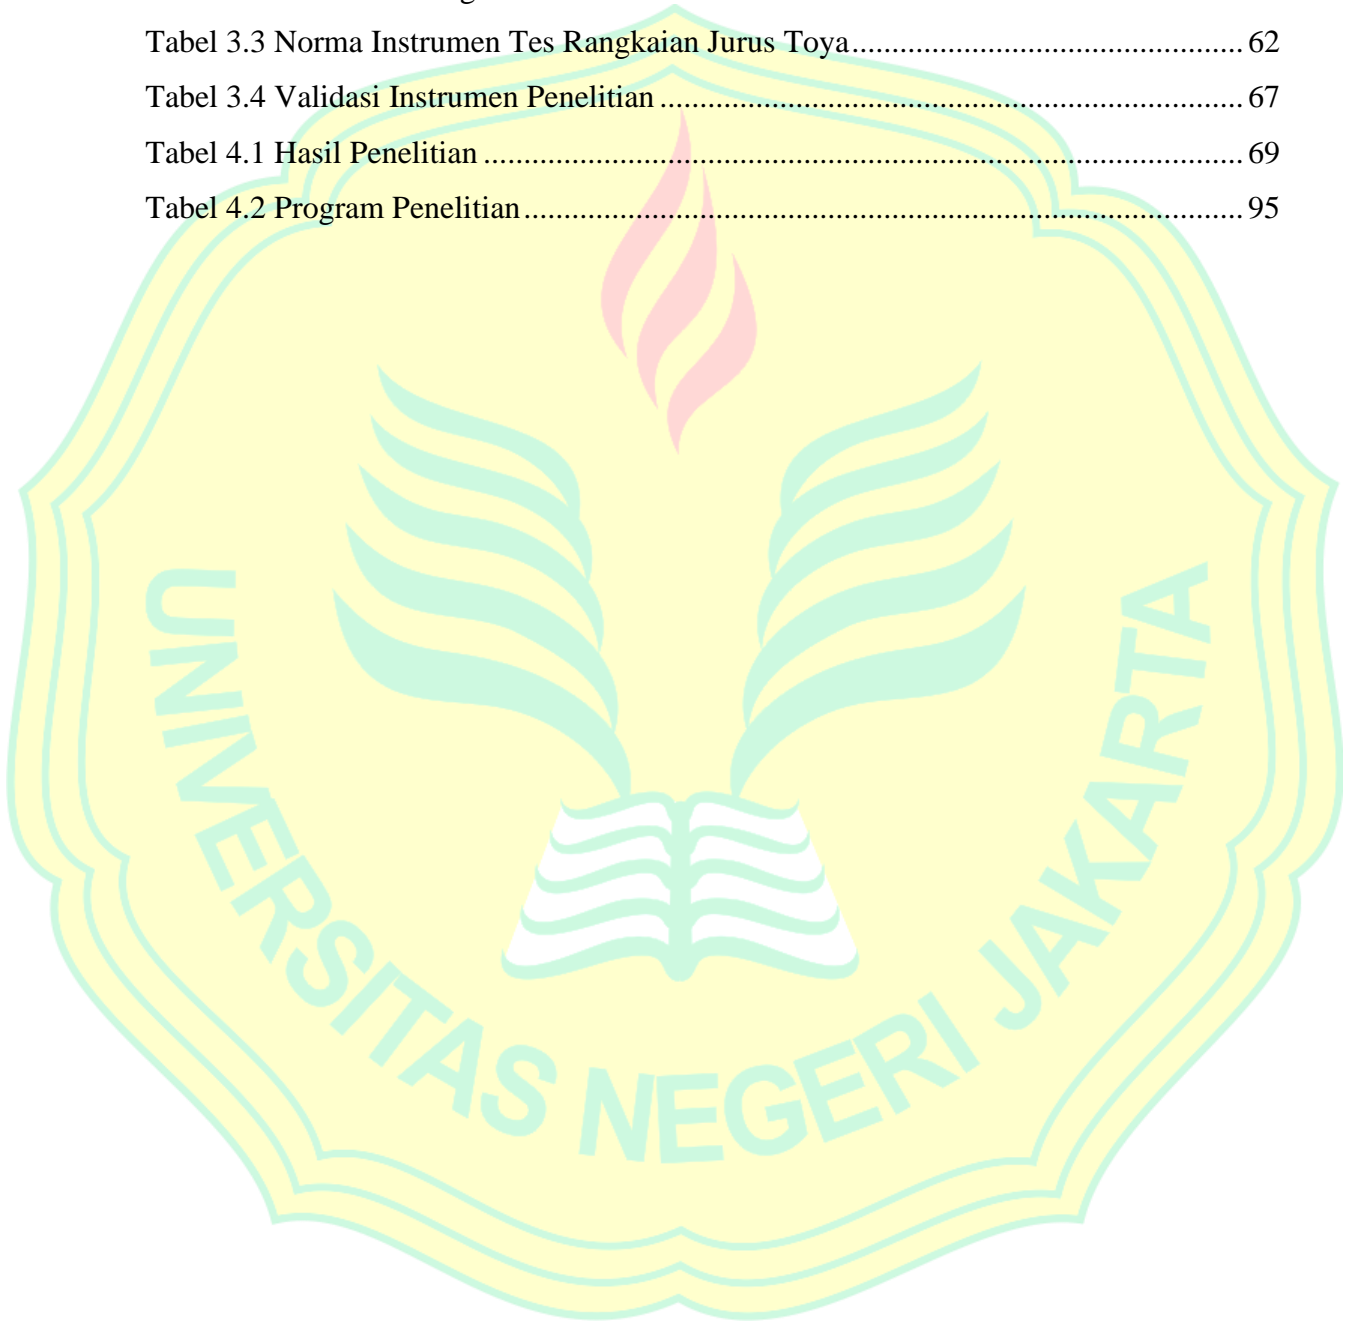 Tabel 3.3 Norma Instrumen Tes Rangkaian Jurus Toya.................................................. 62
Tabel 3.4 Validasi Instrumen Penelitian.......................................................................... 67
Tabel 4.1 Hasil Penelitian................................................................................................ 69
Tabel 4.2 Program Penelitian........................................................................................... 95
UNIVERSITAS NEGERI JAKARTA